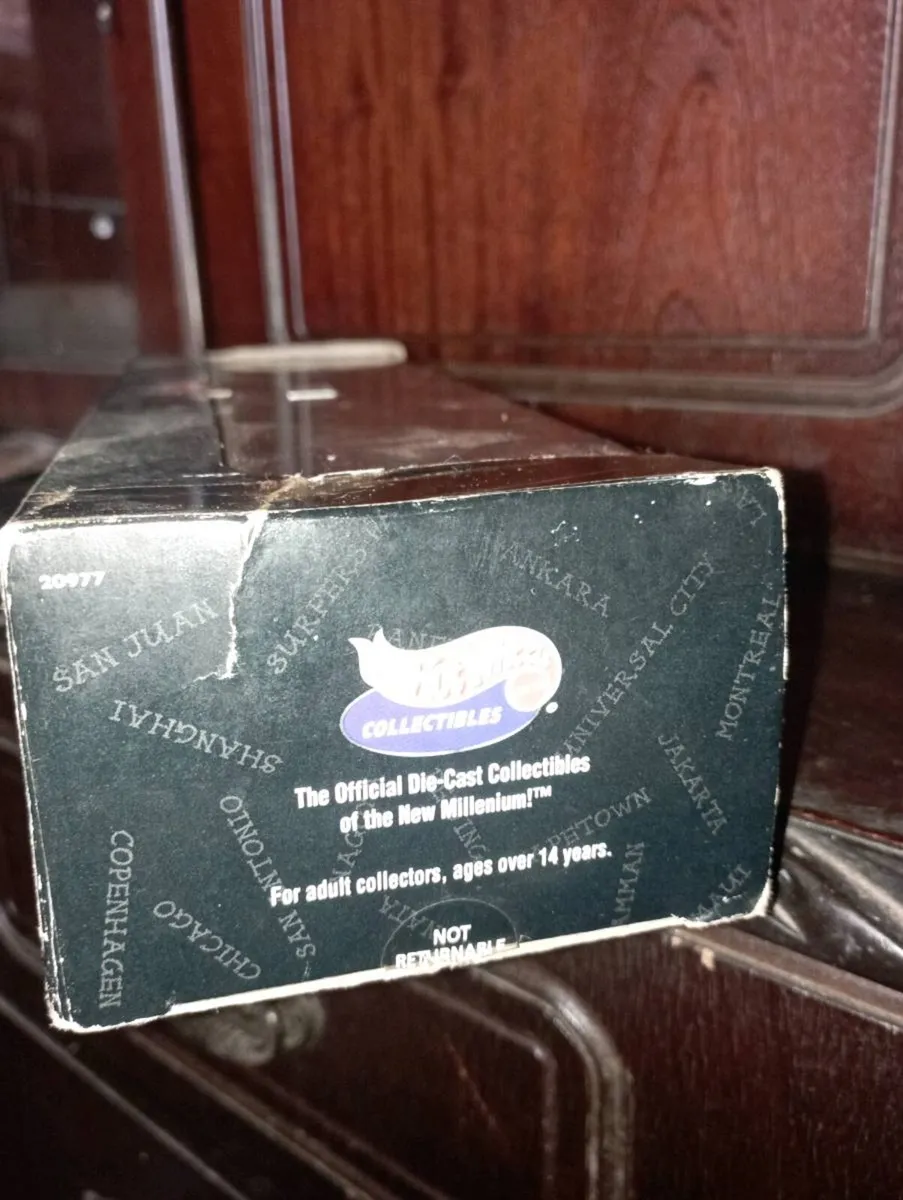 20977
SAN JUAN
SURFERS
ANKARA
UNIVERSAL CITY
MONTREAL
SHANGHAI
COLLECTIBLES
JAKARTA
The Official Die-Cast Collectibles
of the New Millenium!™
SAN ANTONIO
For adult collectors, ages over 14 years.
COPENHAGEN
CHICAGO
NOT
RETURNABLE